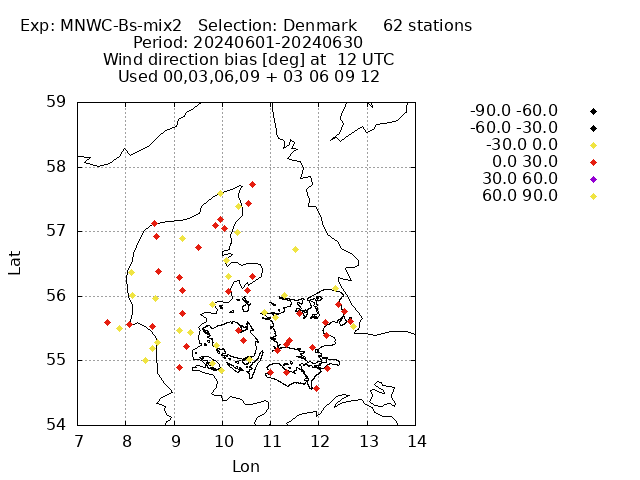 Exp: MNWC-Bs-mix2   Selection: Denmark     62 stations
Period: 20240601-20240630
Wind direction bias [deg] at  12 UTC
Used 00,03,06,09 + 03 06 09 12
-90.0 -60.0
-60.0 -30.0
-30.0 0.0
0.0 30.0
30.0 60.0
60.0 90.0
59
58
57
56
55
54
Lat
7 8 9 10 11 12 13 14
Lon